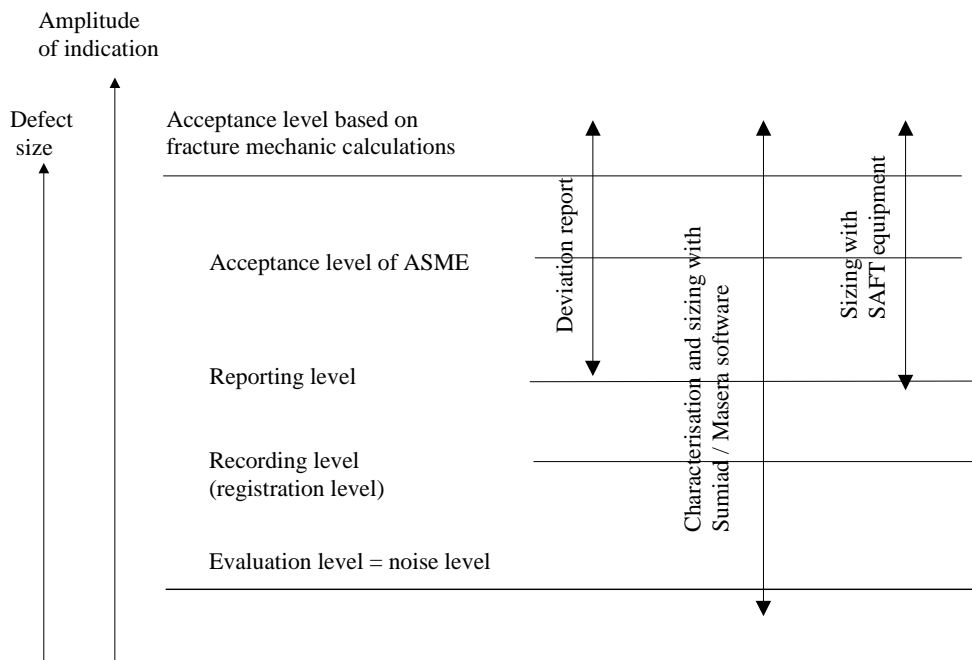 Amplitude
of indication
Defect
size
Acceptance level based on
fracture mechanic calculations
Acceptance level of ASME
Reporting level
Recording level
(registration level)
Evaluation level = noise level
Deviation report
Characterisation and sizing with
Sumiad / Masera software
Sizing with
SAFT equipment